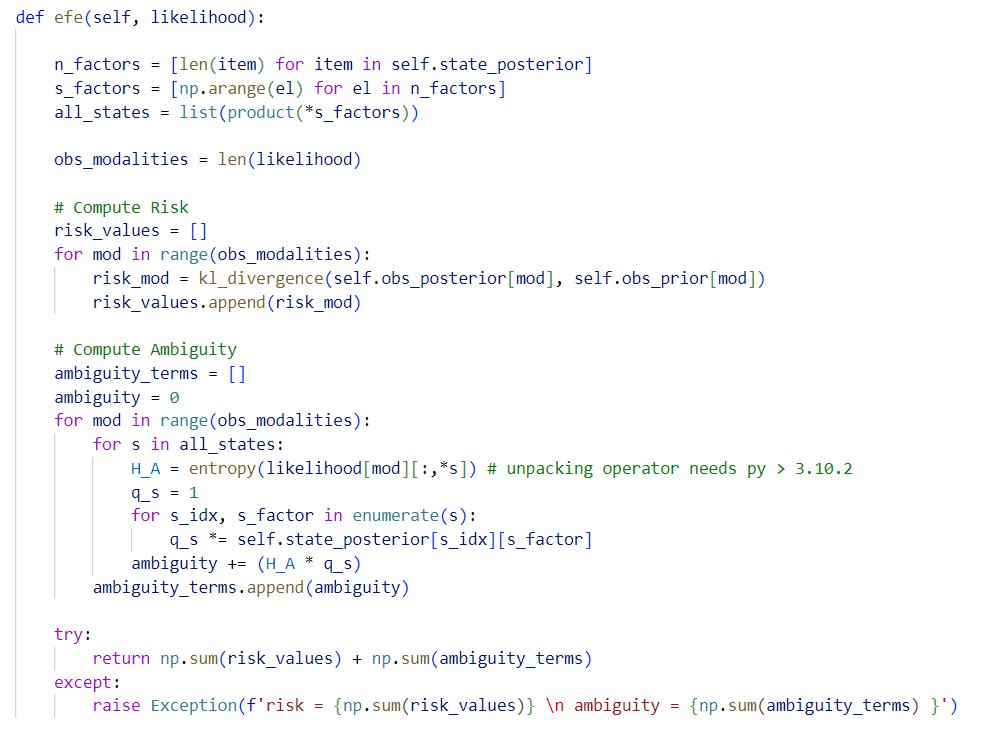 def efe(self, likelihood):
n_factors = [len(item) for item in self.state_posterior]
s_factors = [np.arange(el) for el in n_factors]
all_states = list(product(*s_factors))
obs_modalities = len(likelihood)
# Compute Risk
risk_values = []
for mod in range(obs_modalities):
risk_mod = kl_divergence(self.obs_posterior[mod], self.obs_prior[mod])
risk_values.append(risk_mod)
# Compute Ambiguity
ambiguity_terms = []
ambiguity = 0
for mod in range(obs_modalities):
for s in all_states:
H_A = entropy(likelihood[mod][:,*s]) # unpacking operator needs py > 3.10.2
q_s = 1
for s_idx, s_factor in enumerate(s):
q_s *= self.state_posterior[s_idx][s_factor]
ambiguity += (H_A * q_s)
ambiguity_terms.append(ambiguity)
try:
return np.sum(risk_values) + np.sum(ambiguity_terms)
except:
raise Exception(f'risk = {np.sum(risk_values)} \n ambiguity = {np.sum(ambiguity_terms) }')